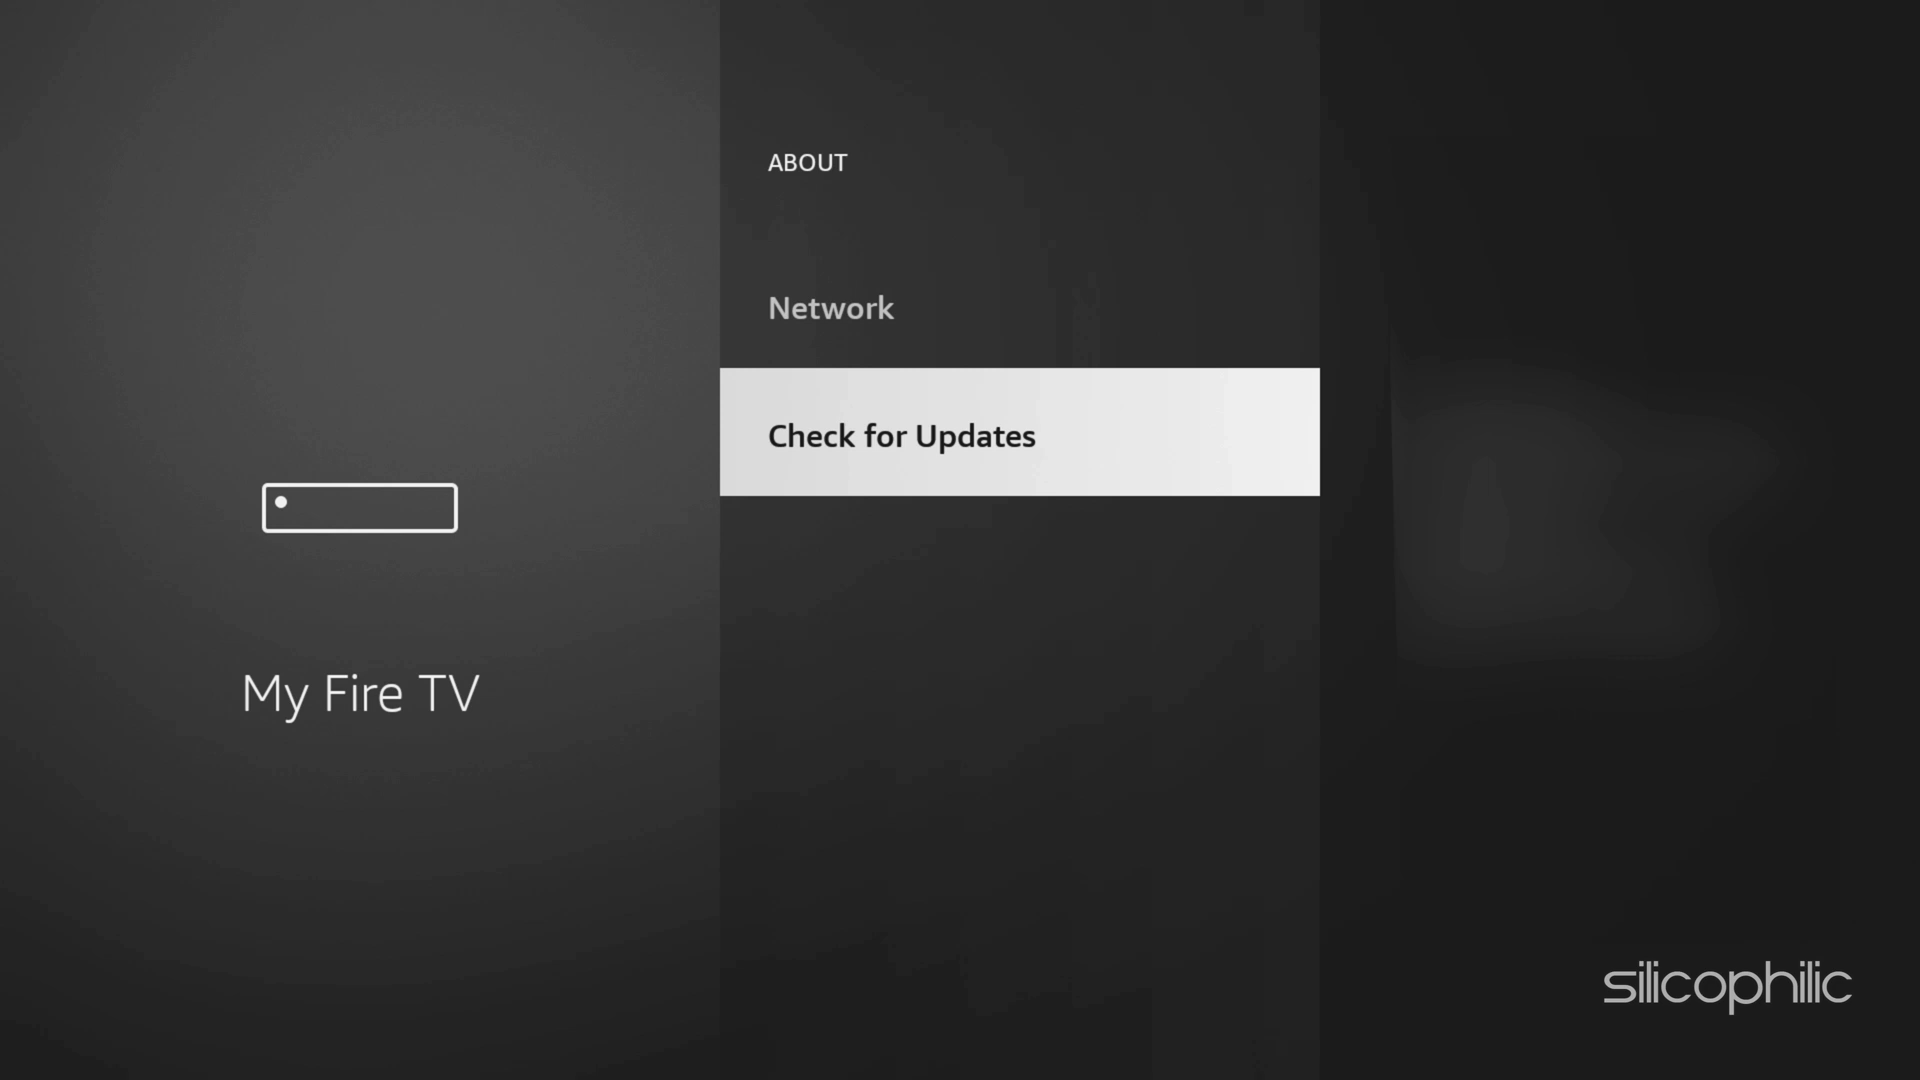 ABOUT
Network
Check for Updates
My Fire TV
silicophilic